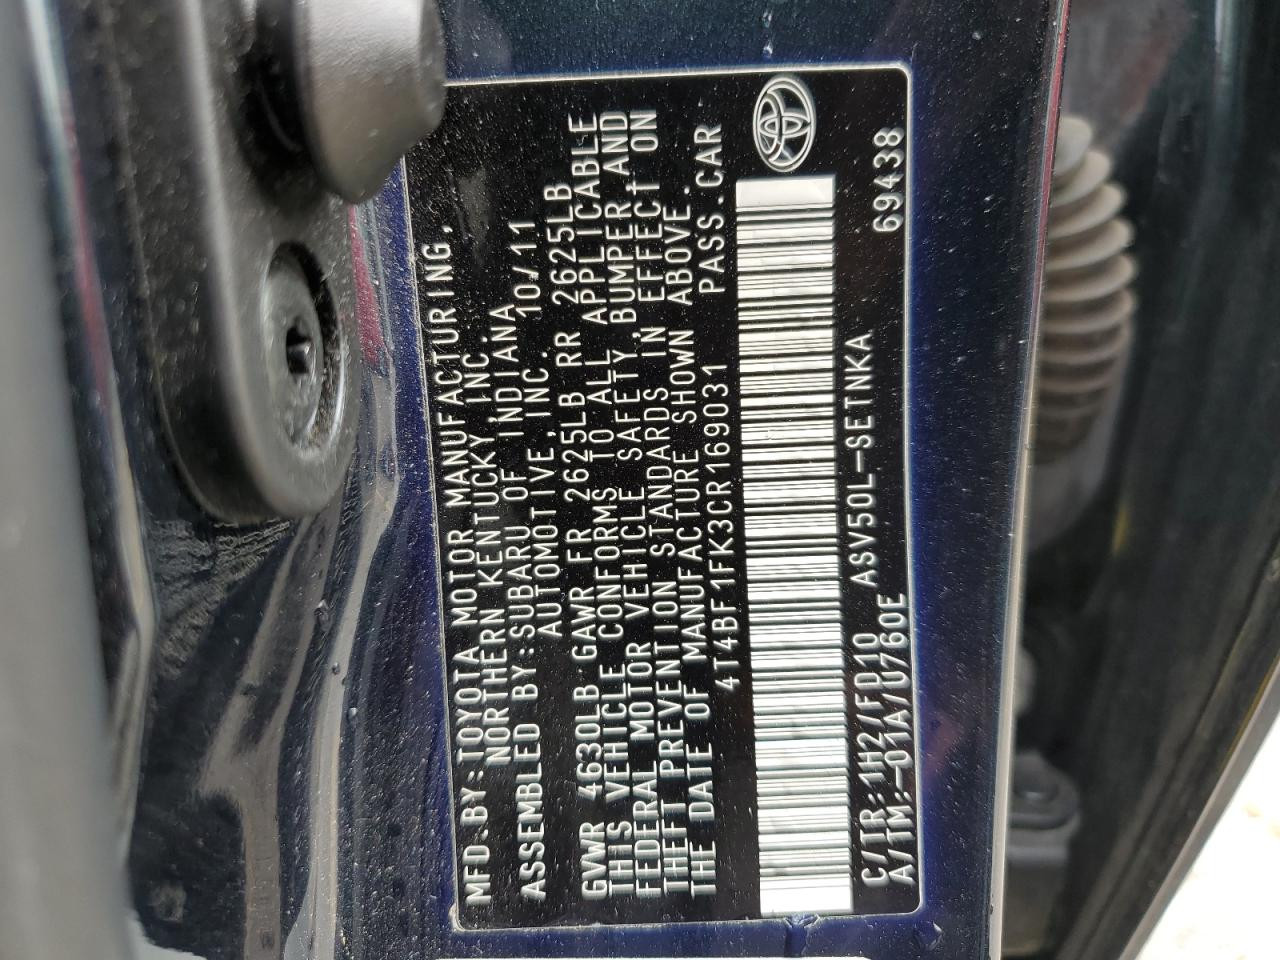 MFD.BY:TOYOTA MOTOR MANUFACTURING,
NORTHERN KENTUCKY INC.
ASSEMBLED BY:SUBARU OF INDIANA
AUTOMOTIVE,INC. 10/11
GVWR 4630LB GAWR FR 2625LB RR 2625LB
THIS VEHICLE CONFORMS TO ALL APPLICABLE
FEDERAL MOTOR VEHICLE SAFETY,BUMPER,AND
THEFT PREVENTION STANDARDS IN EFFECT ON
THE DATE OF MANUFACTURE SHOWN ABOVE.
4T4BF1FK3CR169031 PASS.CAR
C/TR:1H2/FD10 ASV50L-SETNKA
A/TM:-01A/U760E 69438